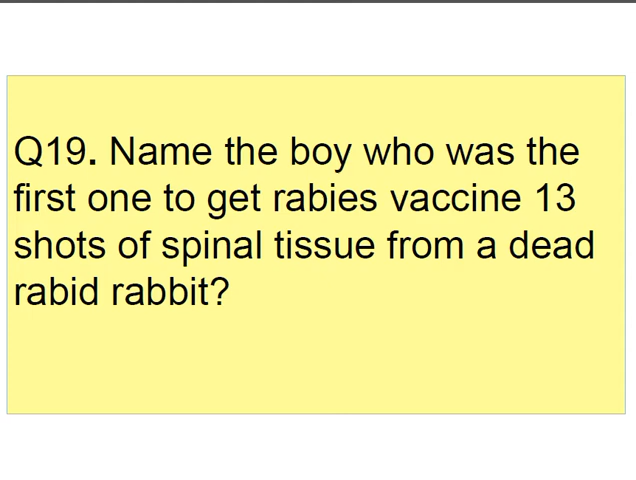 Q19. Name the boy who was the
first one to get rabies vaccine 13
shots of spinal tissue from a dead
rabid rabbit?